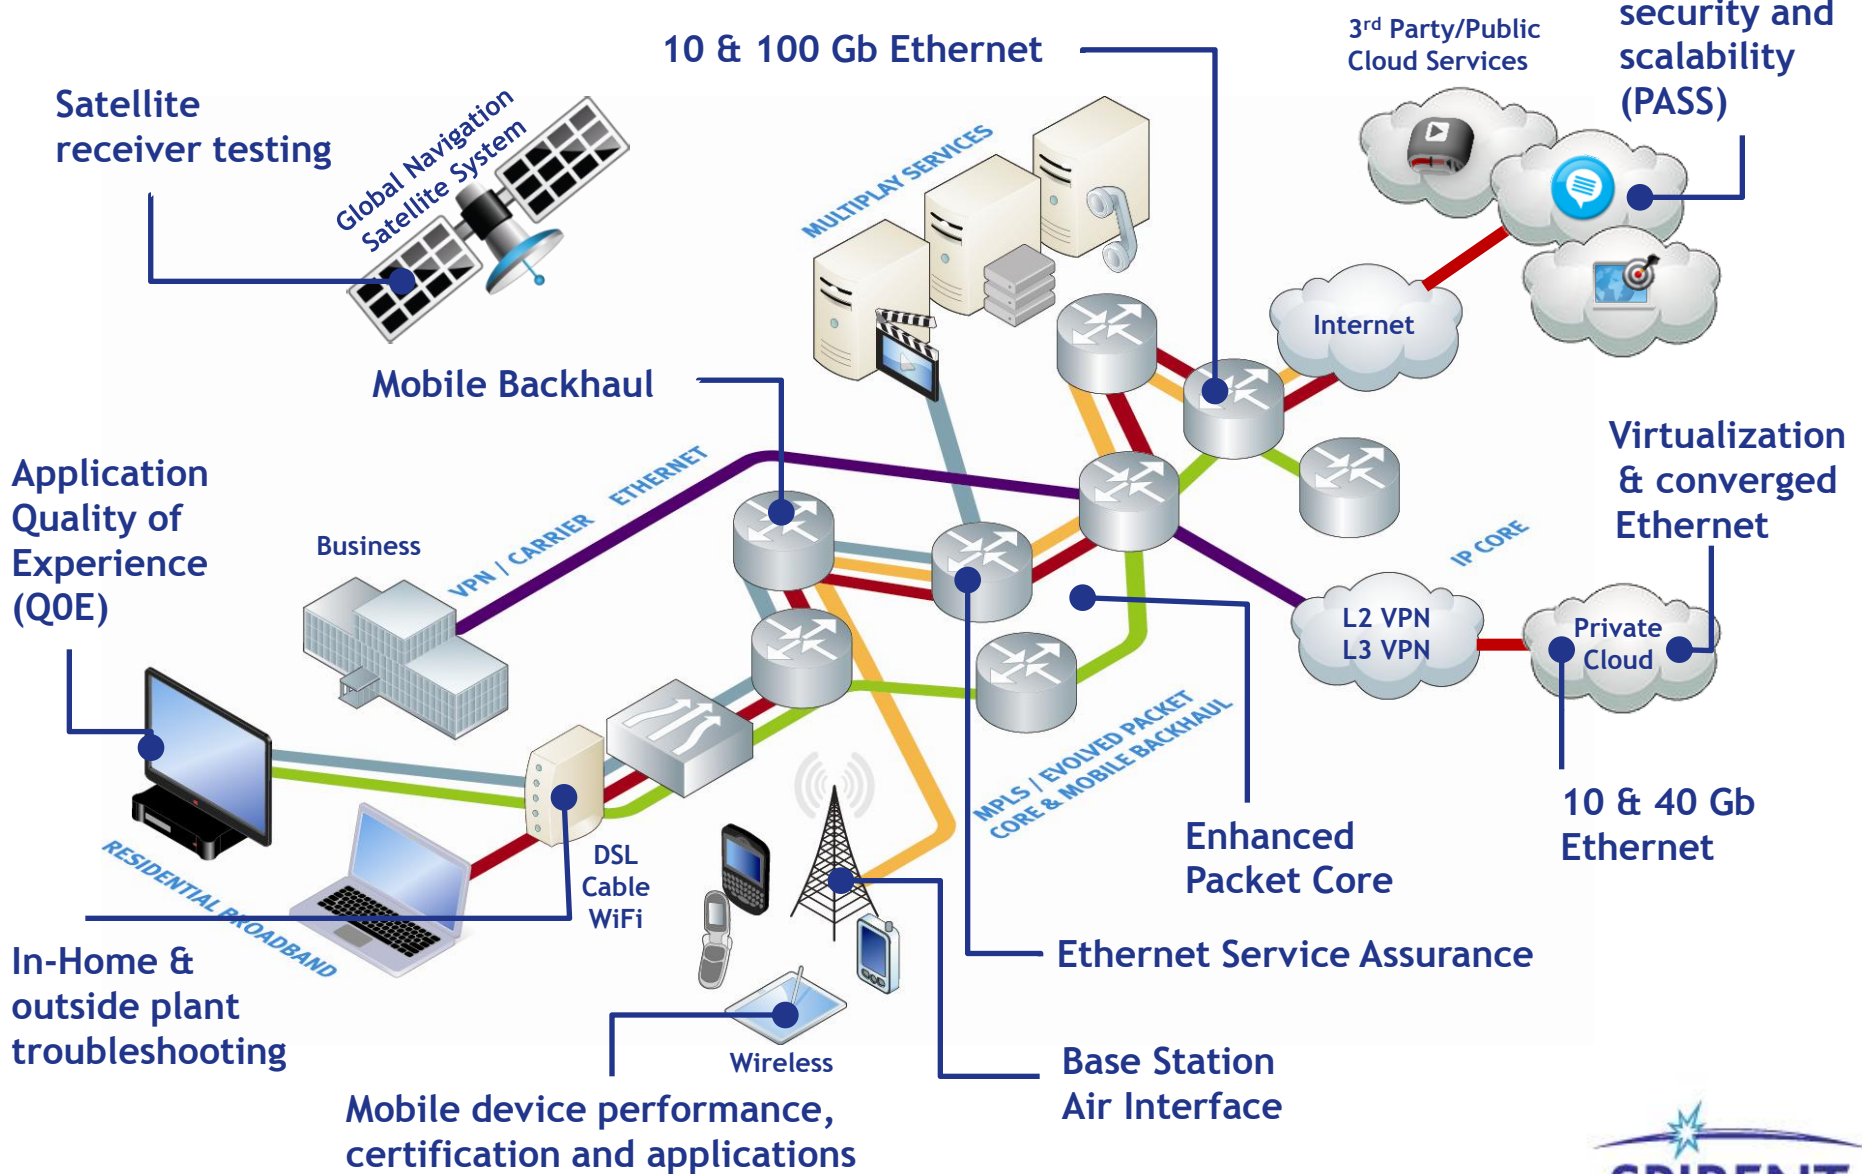 security and
scalability
(PASS)
3rd Party/Public
Cloud Services
10 & 100 Gb Ethernet
Satellite
receiver testing
Global Navigation
Satellite System
MULTIPLAY SERVICES
Internet
Mobile Backhaul
Virtualization
& converged
Ethernet
Application
Quality of
Experience
(Q0E)
Business
VPN / CARRIER ETHERNET
IP CORE
L2 VPN
L3 VPN
Private
Cloud
MPLS / EVOLVED PACKET
CORE & MOBILE BACKHAUL
10 & 40 Gb
Ethernet
Enhanced
Packet Core
RESIDENTIAL BROADBAND
DSL
Cable
WiFi
Ethernet Service Assurance
In-Home &
outside plant
troubleshooting
Wireless
Base Station
Air Interface
Mobile device performance,
certification and applications
SPIRENT